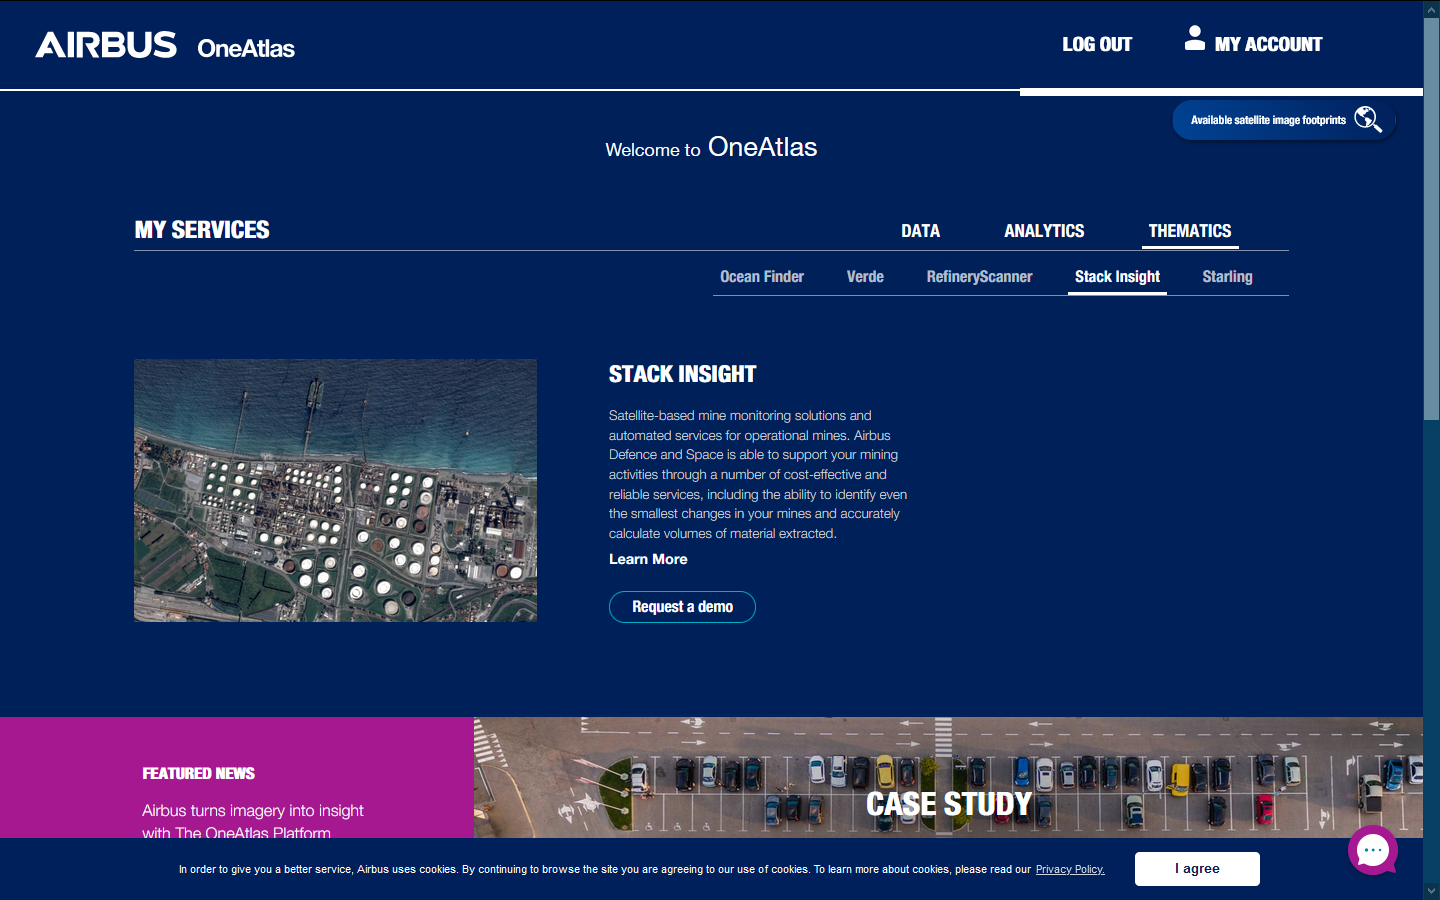 AIRBUS OneAtlas
LOG OUT
MY ACCOUNT
Available satellite image footprints
Welcome to OneAtlas
MY SERVICES
DATA
ANALYTICS
THEMATICS
Ocean Finder
Verde
RefineryScanner
Stack Insight
Starling
STACK INSIGHT
Satellite-based mine monitoring solutions and
automated services for operational mines. Airbus
Defence and Space is able to support your mining
activities through a number of cost-effective and
reliable services, including the ability to identify even
the smallest changes in your mines and accurately
calculate volumes of material extracted.
Learn More
Request a demo
FEATURED NEWS
Airbus turns imagery into insight
with The OneAtlas Platform
CASE STUDY
In order to give you a better service, Airbus uses cookies. By continuing to browse the site you are agreeing to our use of cookies. To learn more about cookies, please read our Privacy Policy.
I agree